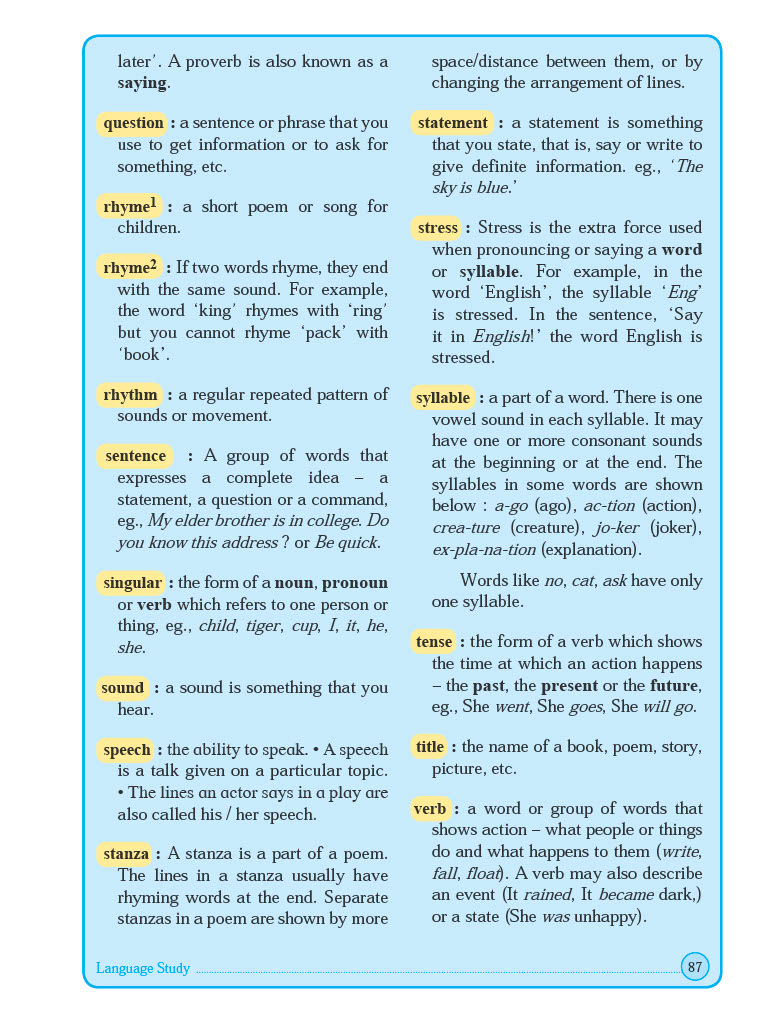 later’. A proverb is also known as a
saying.
question : a sentence or phrase that you
use to get information or to ask for
something, etc.
rhyme1 : a short poem or song for
children.
rhyme2 : If two words rhyme, they end
with the same sound. For example,
the word ‘king’ rhymes with ‘ring’
but you cannot rhyme ‘pack’ with
‘book’.
rhythm : a regular repeated pattern of
sounds or movement.
sentence : A group of words that
expresses a complete idea – a
statement, a question or a command,
eg., My elder brother is in college. Do
you know this address ? or Be quick.
singular : the form of a noun, pronoun
or verb which refers to one person or
thing, eg., child, tiger, cup, I, it, he,
she.
sound : a sound is something that you
hear.
speech : the ability to speak. • A speech
is a talk given on a particular topic.
• The lines an actor says in a play are
also called his / her speech.
stanza : A stanza is a part of a poem.
The lines in a stanza usually have
rhyming words at the end. Separate
stanzas in a poem are shown by more
space/distance between them, or by
changing the arrangement of lines.
statement : a statement is something
that you state, that is, say or write to
give definite information. eg., ‘The
sky is blue.’
stress : Stress is the extra force used
when pronouncing or saying a word
or syllable. For example, in the
word ‘English’, the syllable ‘Eng’
is stressed. In the sentence, ‘Say
it in English!’ the word English is
stressed.
syllable : a part of a word. There is one
vowel sound in each syllable. It may
have one or more consonant sounds
at the beginning or at the end. The
syllables in some words are shown
below : a-go (ago), ac-tion (action),
crea-ture (creature), jo-ker (joker),
ex-pla-na-tion (explanation).
Words like no, cat, ask have only
one syllable.
tense : the form of a verb which shows
the time at which an action happens
– the past, the present or the future,
eg., She went, She goes, She will go.
title : the name of a book, poem, story,
picture, etc.
verb : a word or group of words that
shows action – what people or things
do and what happens to them (write,
fall, float). A verb may also describe
an event (It rained, It became dark,)
or a state (She was unhappy).
Language Study 87